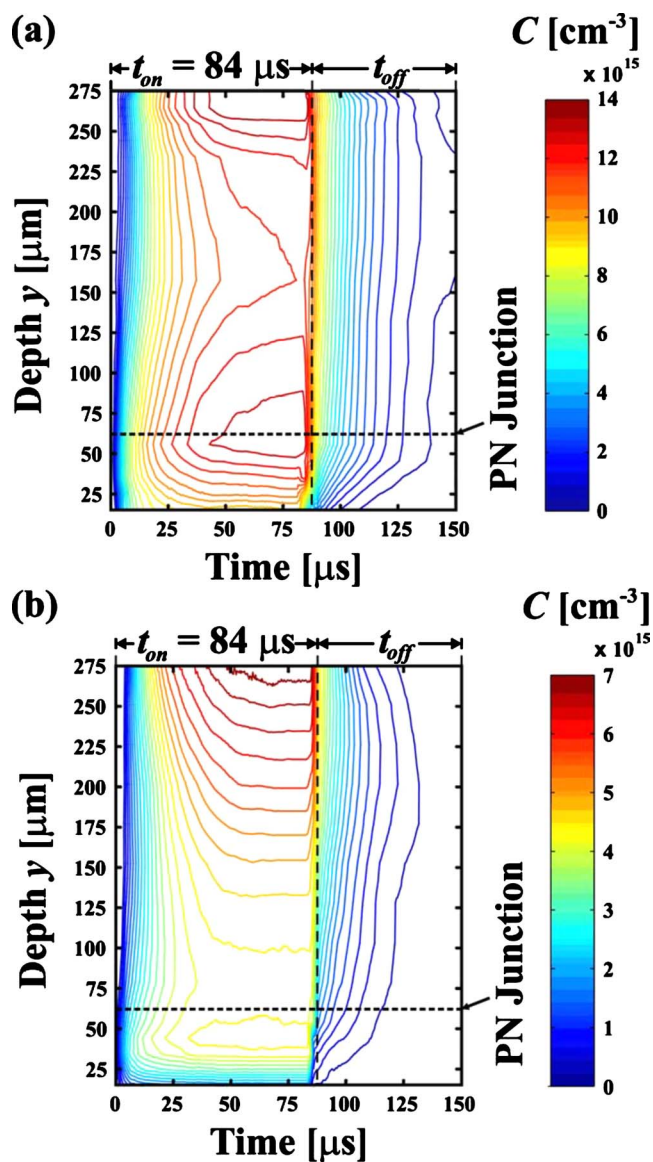 (a)
t_on = 84 μs
t_off
C [cm⁻³]
x 10¹⁵
275
250
225
200
175
150
125
100
75
50
25
Depth y [μm]
0 25 50 75 100 125 150
Time [μs]
PN Junction
14
12
10
8
6
4
2
0
(b)
t_on = 84 μs
t_off
C [cm⁻³]
x 10¹⁵
275
250
225
200
175
150
125
100
75
50
25
Depth y [μm]
0 25 50 75 100 125 150
Time [μs]
PN Junction
7
6
5
4
3
2
1
0